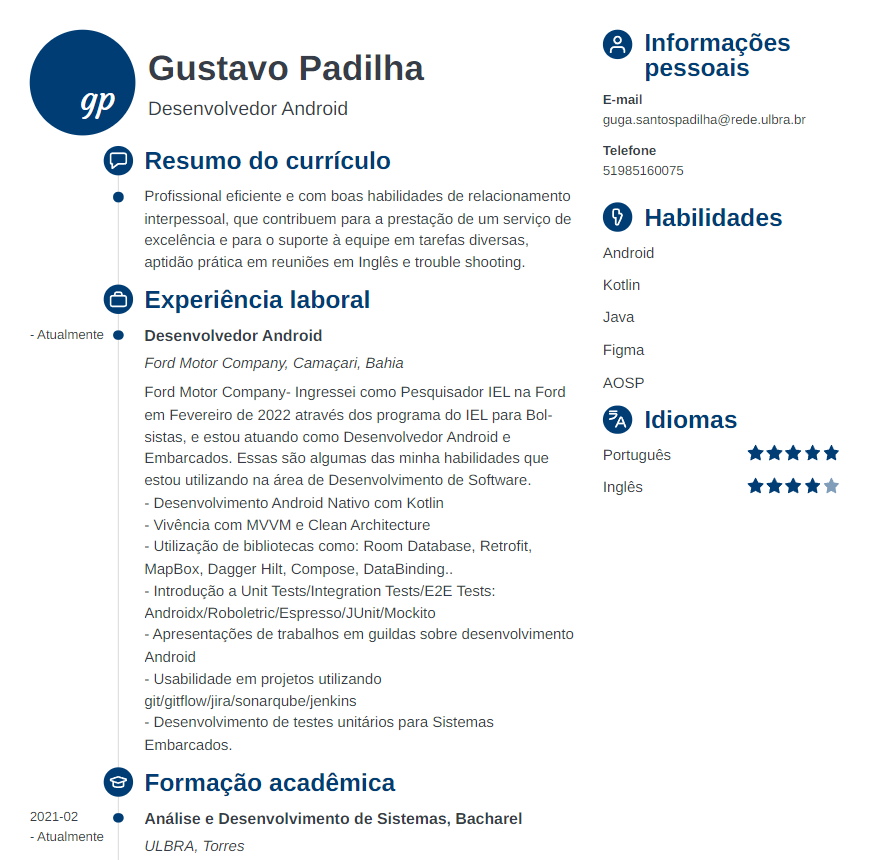 gp
Gustavo Padilha
Desenvolvedor Android
Resumo do currículo
Profissional eficiente e com boas habilidades de relacionamento
interpessoal, que contribuem para a prestação de um serviço de
excelência e para o suporte à equipe em tarefas diversas,
aptidão prática em reuniões em Inglês e trouble shooting.
Experiência laboral
- Atualmente
Desenvolvedor Android
Ford Motor Company, Camaçari, Bahia
Ford Motor Company- Ingressei como Pesquisador IEL na Ford
em Fevereiro de 2022 através dos programa do IEL para Bol-
sistas, e estou atuando como Desenvolvedor Android e
Embarcados. Essas são algumas das minha habilidades que
estou utilizando na área de Desenvolvimento de Software.
- Desenvolvimento Android Nativo com Kotlin
- Vivência com MVVM e Clean Architecture
- Utilização de bibliotecas como: Room Database, Retrofit,
MapBox, Dagger Hilt, Compose, DataBinding..
- Introdução a Unit Tests/Integration Tests/E2E Tests:
Androidx/Roboletric/Espresso/JUnit/Mockito
- Apresentações de trabalhos em guildas sobre desenvolvimento
Android
- Usabilidade em projetos utilizando
git/gitflow/jira/sonarqube/jenkins
- Desenvolvimento de testes unitários para Sistemas
Embarcados.
Formação acadêmica
2021-02
- Atualmente
Análise e Desenvolvimento de Sistemas, Bacharel
ULBRA, Torres
Informações
pessoais
E-mail
guga.santospadilha@rede.ulbra.br
Telefone
51985160075
Habilidades
Android
Kotlin
Java
Figma
AOSP
Idiomas
Português
Inglês